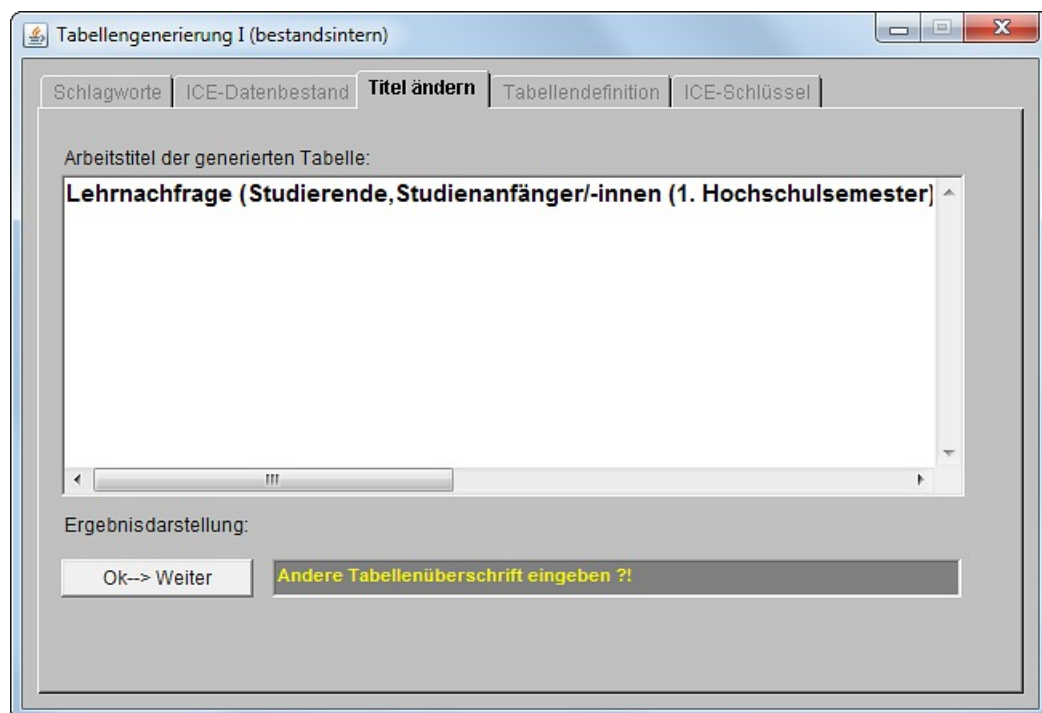 Tabellengenerierung I (bestandsintern)
Schlagworte ICE-Datenbestand Titel ändern Tabellendefinition ICE-Schlüssel
Arbeitstitel der generierten Tabelle:
Lehrnachfrage (Studierende,Studienanfänger/-innen (1. Hochschulsemester)
Ergebnisdarstellung:
Ok--> Weiter Andere Tabellenüberschrift eingeben ?!